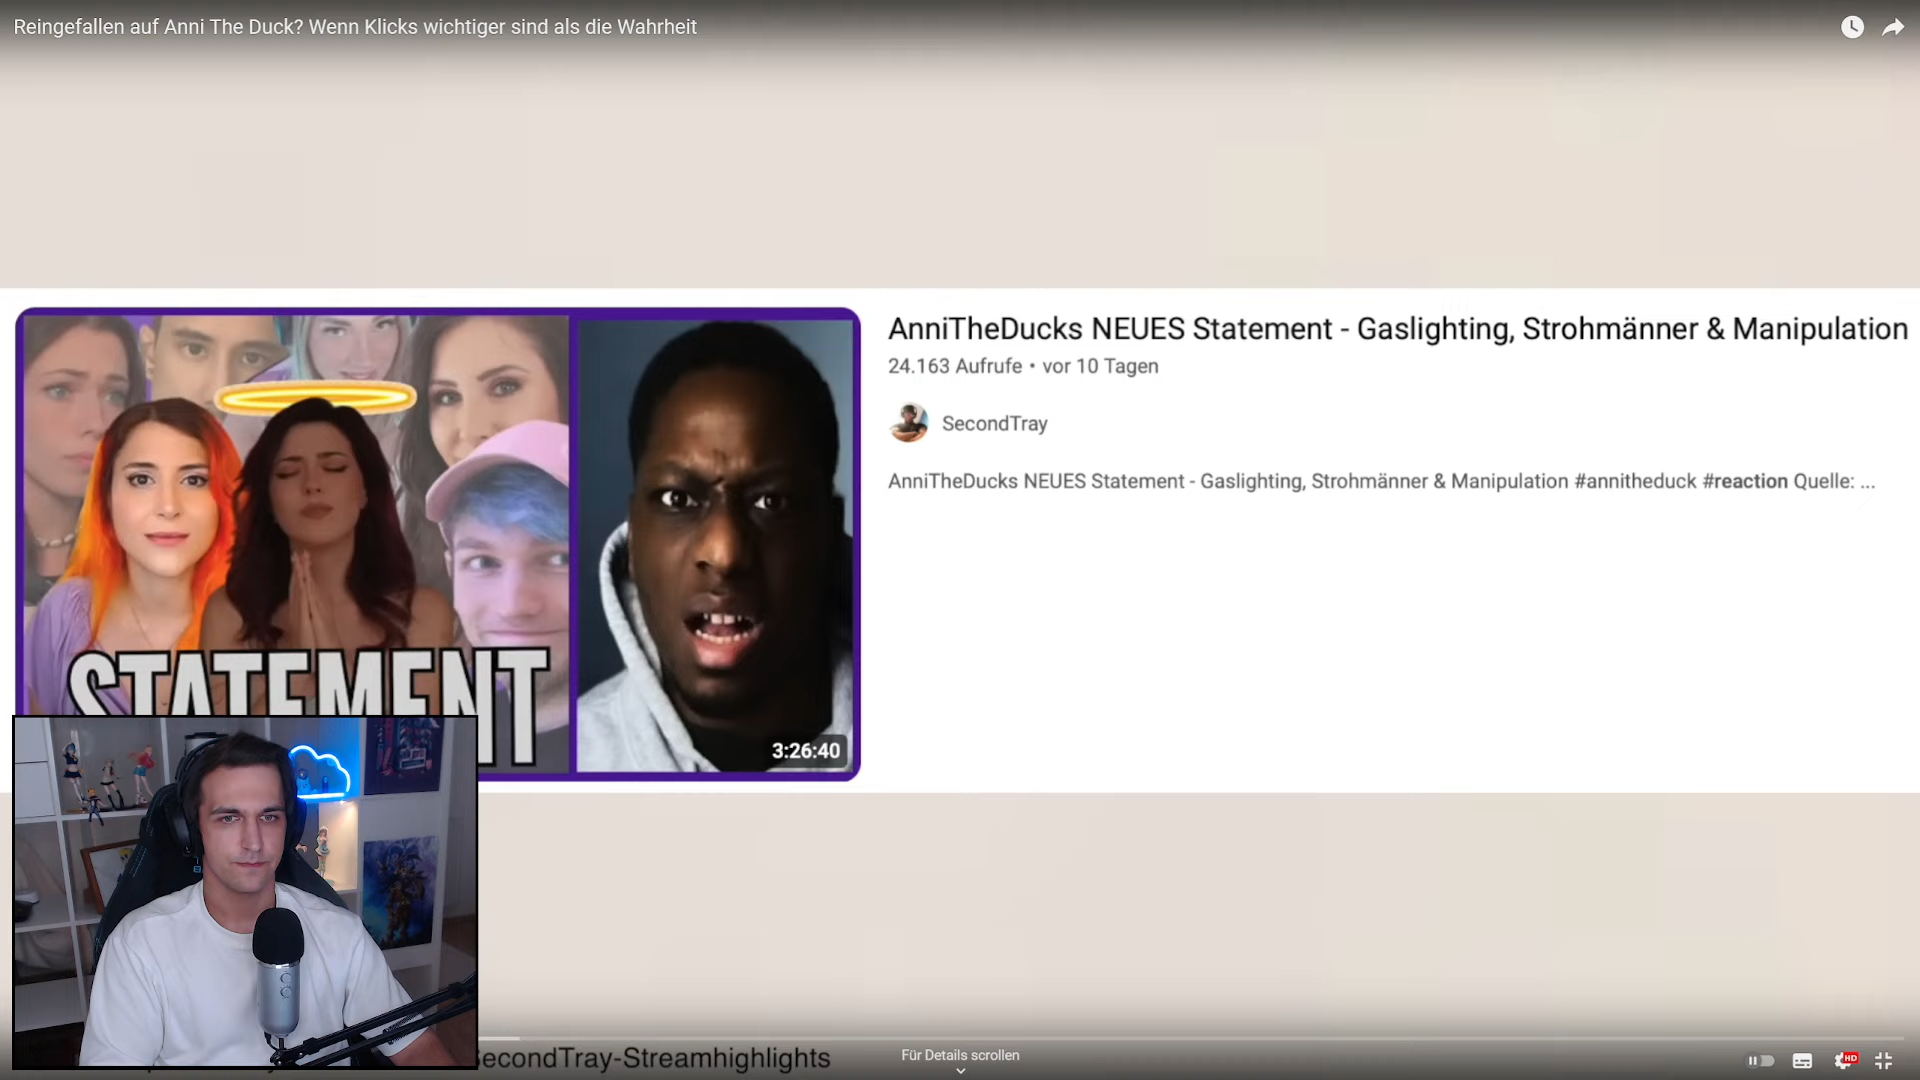 Reingefallen auf Anni The Duck? Wenn Klicks wichtiger sind als die Wahrheit
AnniTheDucks NEUES Statement - Gaslighting, Strohmänner & Manipulation
24.163 Aufrufe • vor 10 Tagen
SecondTray
AnniTheDucks NEUES Statement - Gaslighting, Strohmänner & Manipulation #annitheduck #reaction Quelle: ...
STATEMENT
3:26:40
SecondTray-Streamhighlights
Für Details scrollen
HD